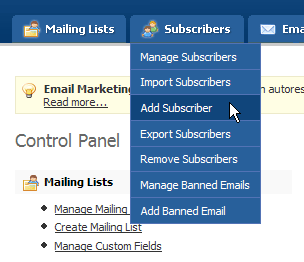 Mailing Lists
Subscribers
Manage Subscribers
Import Subscribers
Add Subscriber
Export Subscribers
Remove Subscribers
Manage Banned Emails
Add Banned Email
Email Marketing
Read more...
Control Panel
Mailing Lists
Manage Mailing
Create Mailing List
Manage Custom Fields